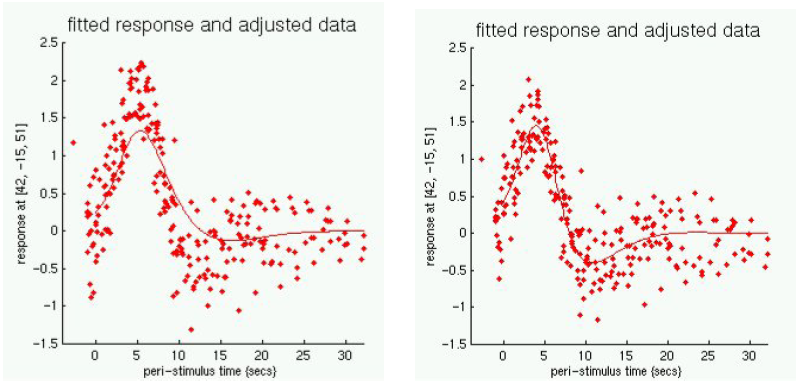 fitted response and adjusted data
response at [42, -15, 51]
2.5
2
1.5
1
0.5
0
-0.5
-1
-1.5
0 5 10 15 20 25 30
peri-stimulus time {secs}
fitted response and adjusted data
response at [42, -15, 51]
2.5
2
1.5
1
0.5
0
-0.5
-1
-1.5
0 5 10 15 20 25 30
peri-stimulus time {secs}